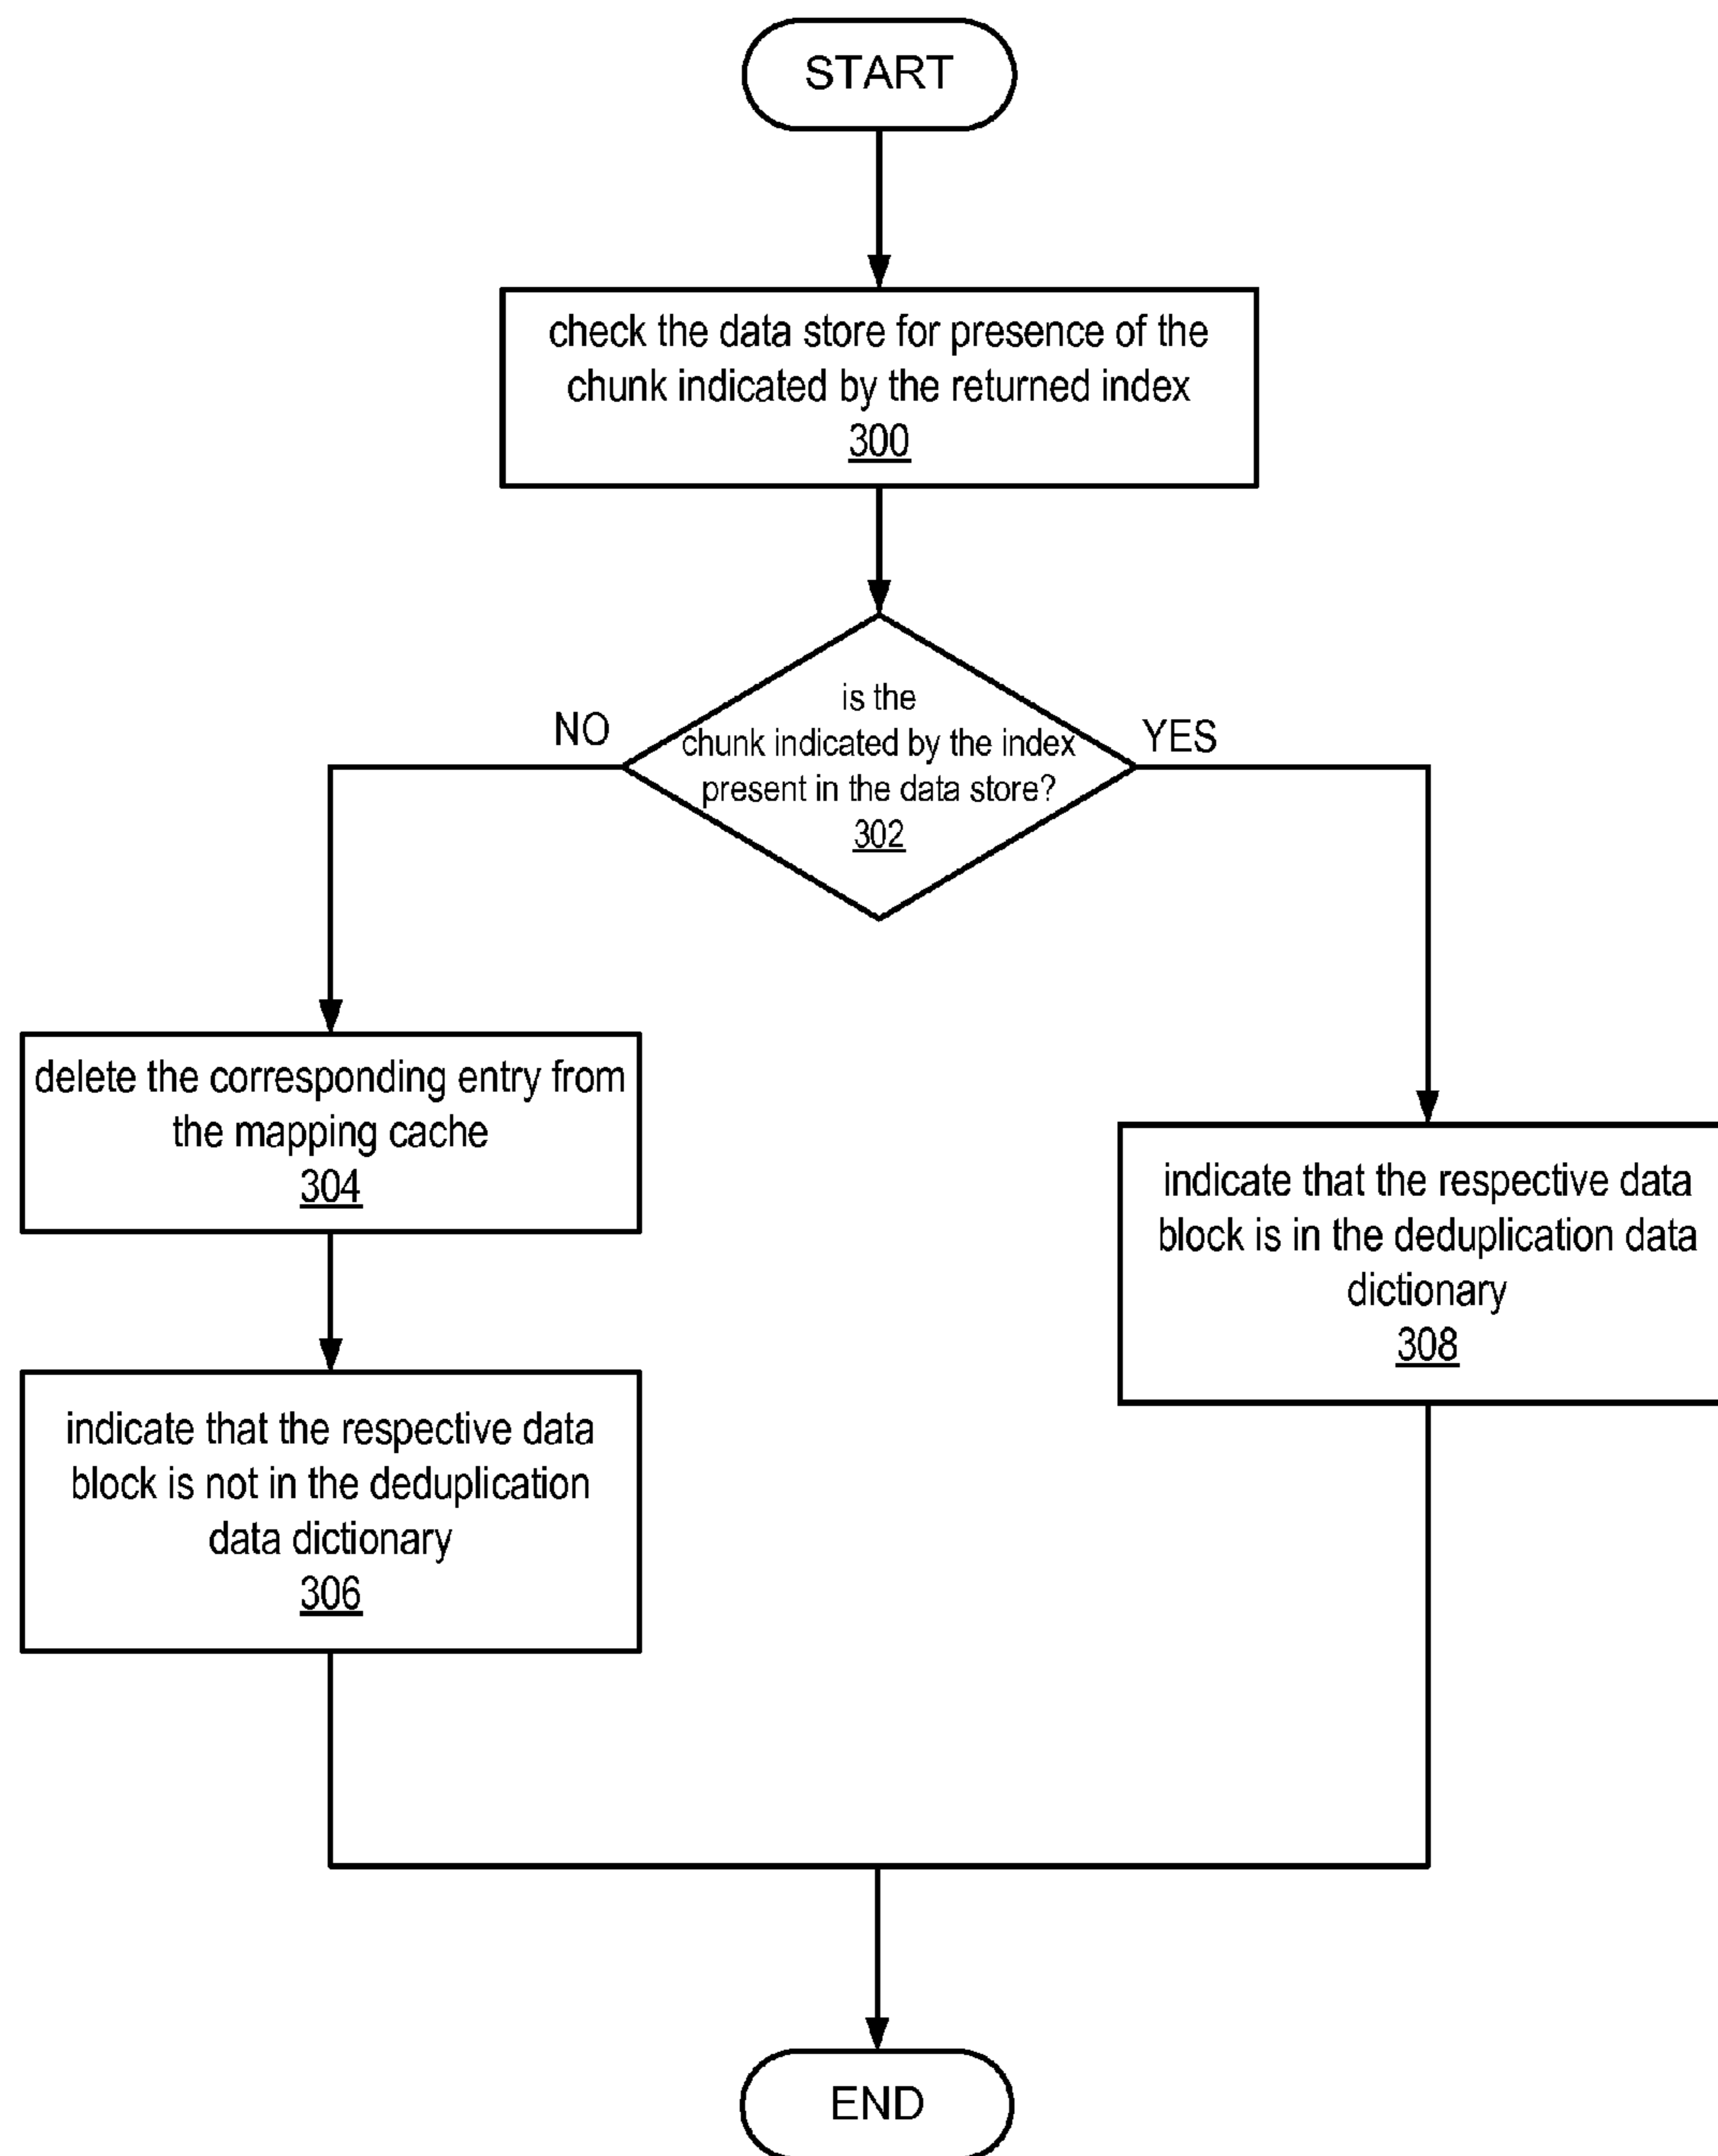 START
check the data store for presence of the
chunk indicated by the returned index
300
is the
chunk indicated by the index
present in the data store?
302
NO
YES
delete the corresponding entry from
the mapping cache
304
indicate that the respective data
block is not in the deduplication
data dictionary
306
indicate that the respective data
block is in the deduplication data
dictionary
308
END